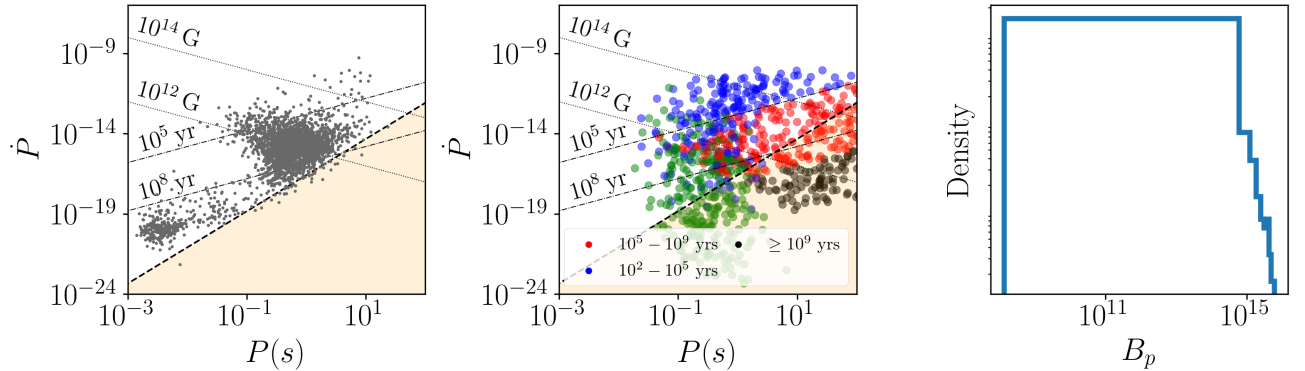 10^14 G
10^12 G
10^5 yr
10^8 yr
10^-9
10^-14
10^-19
10^-24
Ṗ
10^-3
10^-1
10^1
P(s)
10^14 G
10^12 G
10^5 yr
10^8 yr
10^-9
10^-14
10^-19
10^-24
Ṗ
10^5 − 10^9 yrs
≥ 10^9 yrs
10^2 − 10^5 yrs
10^-3
10^-1
10^1
P(s)
Density
10^11
10^15
B_p